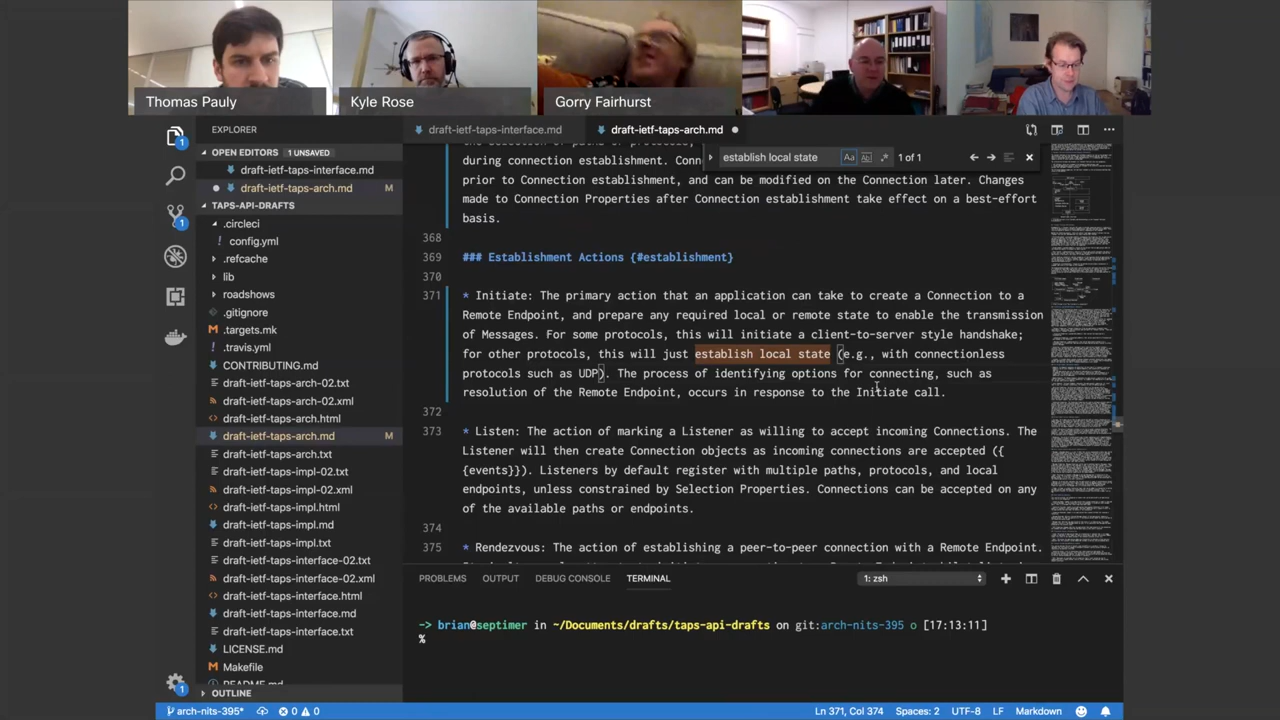 Thomas Pauly
Kyle Rose
Gorry Fairhurst
EXPLORER
OPEN EDITORS 1 UNSAVED
draft-ietf-taps-interface.md
draft-ietf-taps-arch.md M
TAPS-API-DRAFTS
.circleci
config.yml
.refcache
lib
roadshows
.gitignore
.targets.mk
.travis.yml
CONTRIBUTING.md
draft-ietf-taps-arch-02.txt
draft-ietf-taps-arch-02.xml
draft-ietf-taps-arch.html
draft-ietf-taps-arch.md M
draft-ietf-taps-arch.txt
draft-ietf-taps-impl-02.txt
draft-ietf-taps-impl-02.xml
draft-ietf-taps-impl.html
draft-ietf-taps-impl.md
draft-ietf-taps-impl.txt
draft-ietf-taps-interface-02
draft-ietf-taps-interface-02.xml
draft-ietf-taps-interface.html
draft-ietf-taps-interface.md
draft-ietf-taps-interface.txt
LICENSE.md
Makefile
README.md
OUTLINE
draft-ietf-taps-interface.md draft-ietf-taps-arch.md
establish local state Aa Abl .* 1 of 1
during connection establishment. Conn
prior to Connection establishment, and can be modified on the Connection later. Changes
made to Connection Properties after Connection establishment take effect on a best-effort
basis.
368
369 ### Establishment Actions {#establishment}
370
371 * Initiate: The primary action that an application can take to create a Connection to a
Remote Endpoint, and prepare any required local or remote state to enable the transmission
of Messages. For some protocols, this will initiate a client-to-server style handshake;
for other protocols, this will just establish local state (e.g., with connectionless
protocols such as UDP). The process of identifying options for connecting, such as
resolution of the Remote Endpoint, occurs in response to the Initiate call.
372
373 * Listen: The action of marking a Listener as willing to accept incoming Connections. The
Listener will then create Connection objects as incoming connections are accepted ({
{events}}). Listeners by default register with multiple paths, protocols, and local
endpoints, unless constrained by Selection Properties. Connections can be accepted on any
of the available paths or endpoints.
374
375 * Rendezvous: The action of establishing a peer-to-peer connection with a Remote Endpoint.
PROBLEMS OUTPUT DEBUG CONSOLE TERMINAL 1: zsh
-> brian@septimer in ~/Documents/drafts/taps-api-drafts on git:arch-nits-395 o [17:13:11]
%
arch-nits-395* 0 0 Ln 371, Col 374 Spaces: 2 UTF-8 LF Markdown